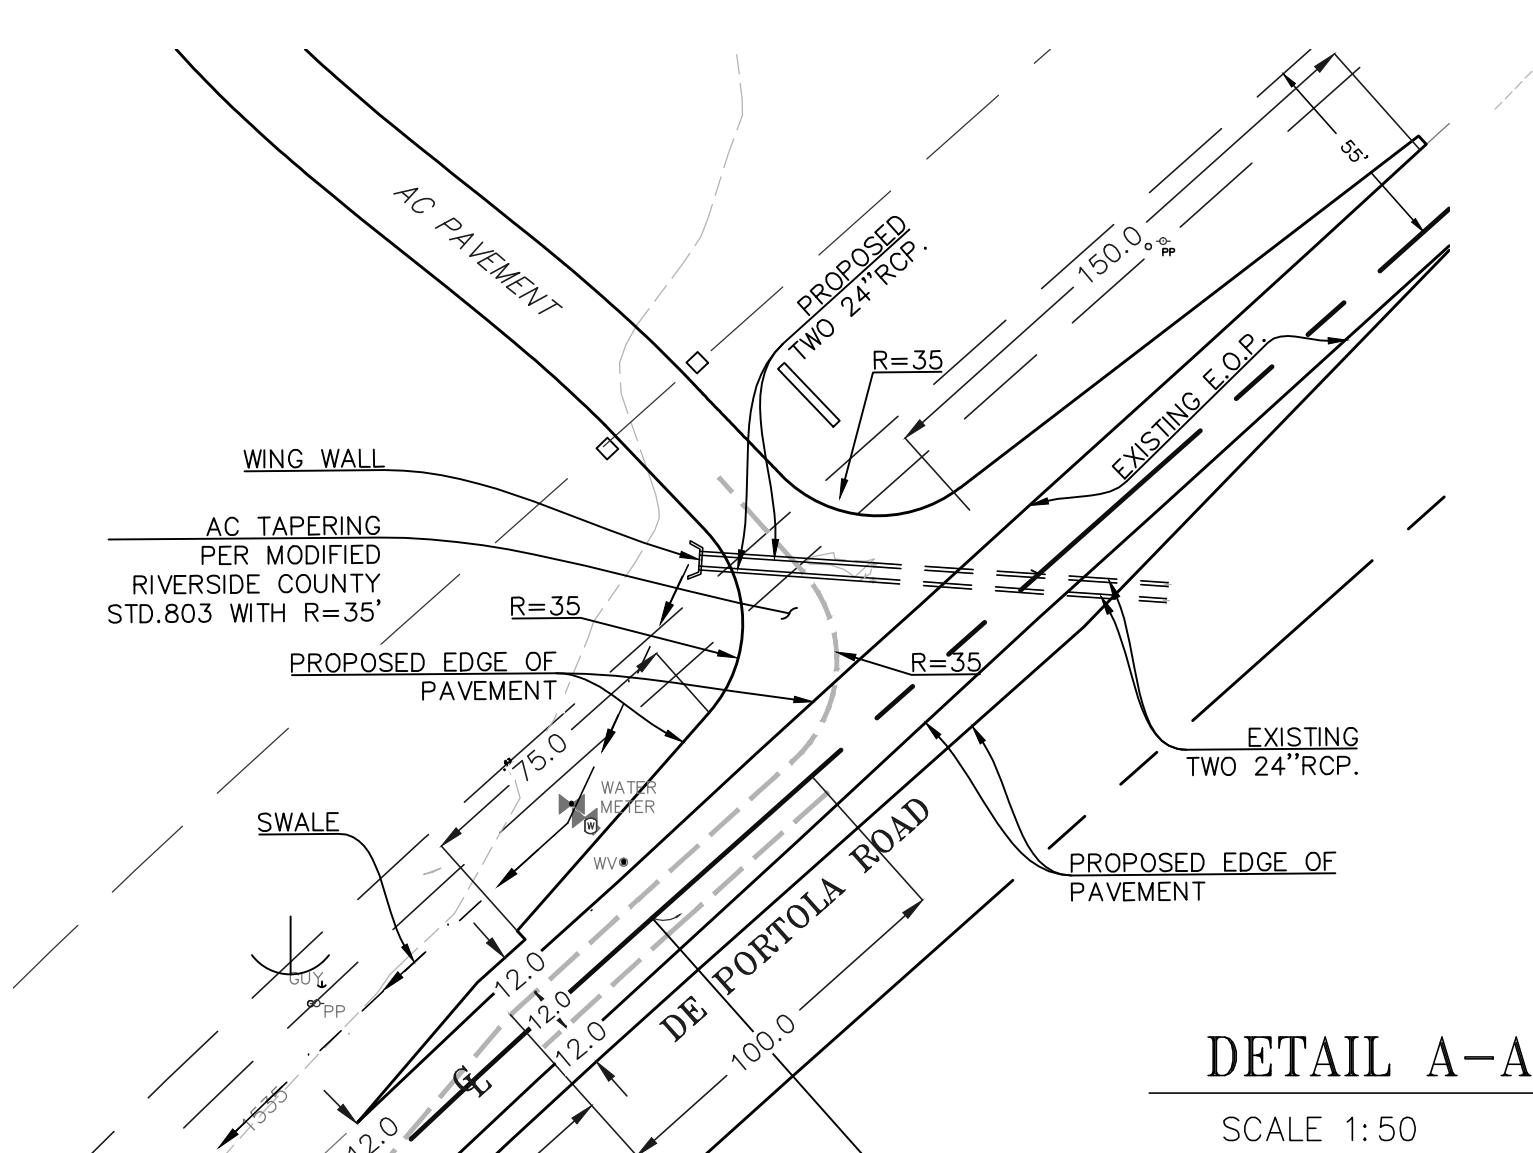 55'
AC PAVEMENT
PROPOSED
TWO 24"RCP.
150.0
PP
R=35
EXISTING E.O.P.
WING WALL
AC TAPERING
PER MODIFIED
RIVERSIDE COUNTY
STD.803 WITH R=35'
R=35
PROPOSED EDGE OF
PAVEMENT
R=35
75.0
EXISTING
TWO 24"RCP.
WATER
METER
W
WV
SWALE
PROPOSED EDGE OF
PAVEMENT
DE PORTOLA ROAD
12.0
12.0
12.0
100.0
GUY
PP
CL
1535
12.0
DETAIL A-A
SCALE 1:50